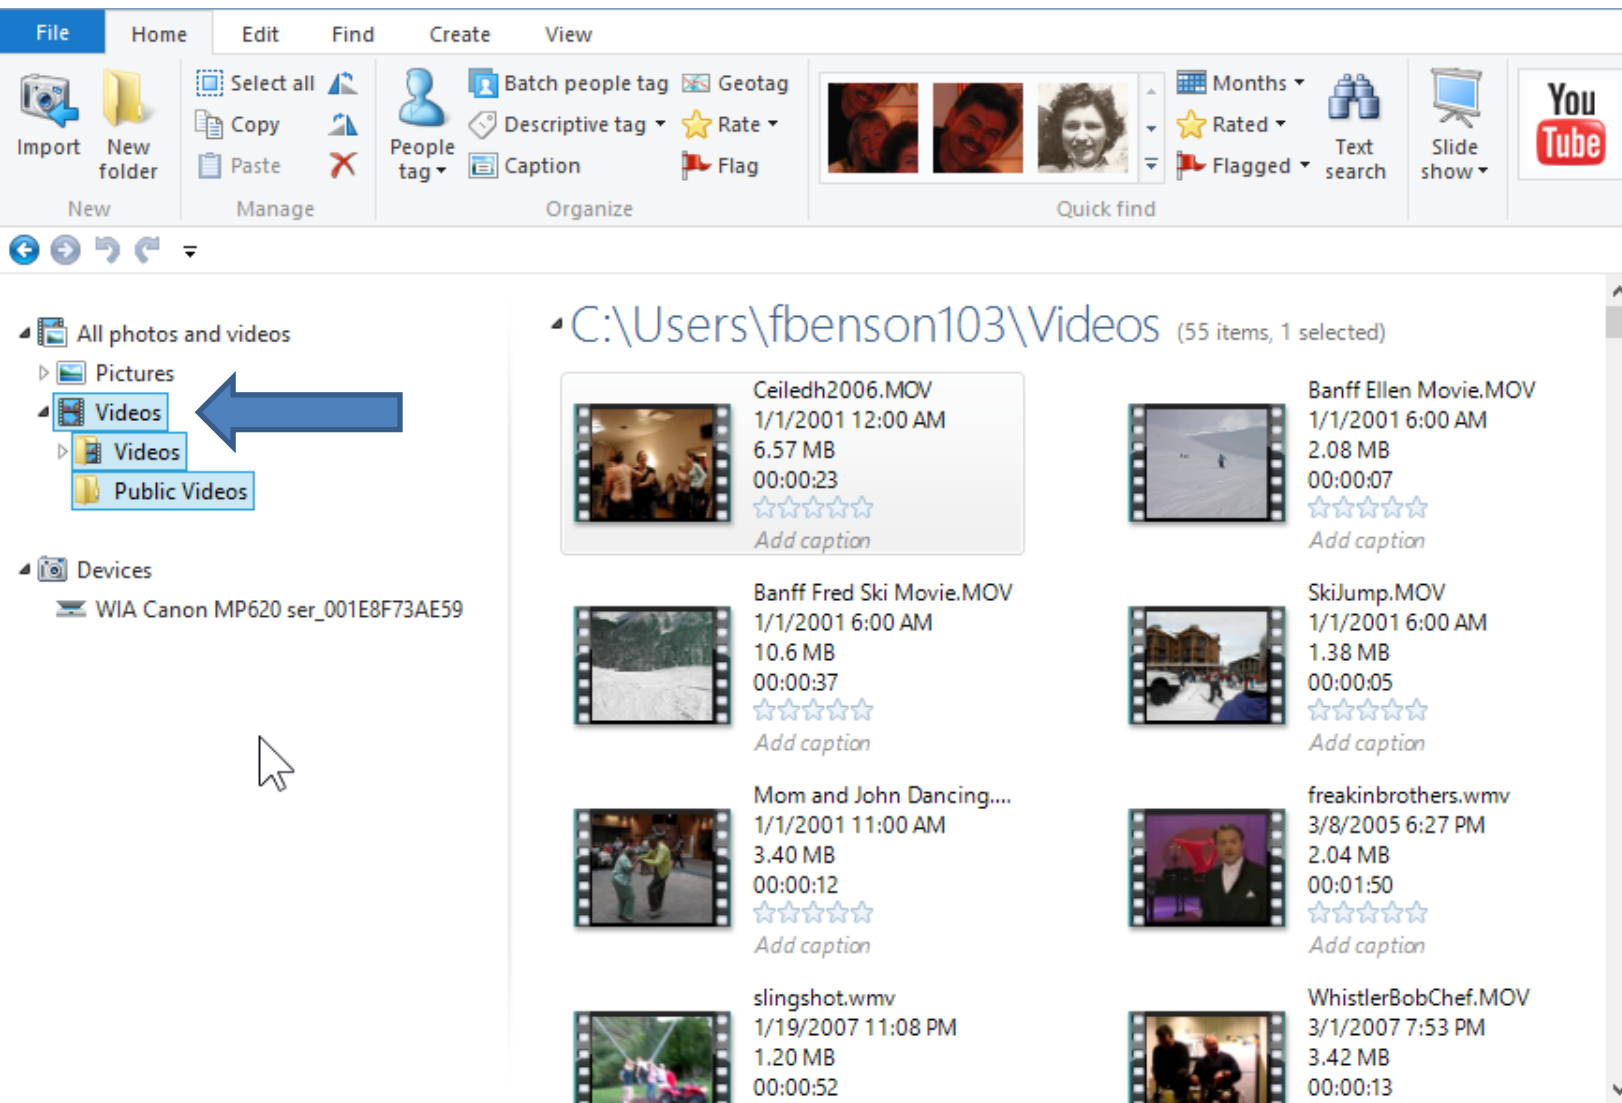 File Home Edit Find Create View
Import
New folder
Select all
Copy
Paste
People tag
Batch people tag
Descriptive tag
Caption
Geotag
Rate
Flag
Months
Rated
Flagged
Text search
Slide show
You Tube
New Manage Organize Quick find
All photos and videos
Pictures
Videos
Videos
Public Videos
Devices
WIA Canon MP620 ser_001E8F73AE59
C:\Users\fbenson103\Videos (55 items, 1 selected)
Ceiledh2006.MOV
1/1/2001 12:00 AM
6.57 MB
00:00:23
Add caption
Banff Ellen Movie.MOV
1/1/2001 6:00 AM
2.08 MB
00:00:07
Add caption
Banff Fred Ski Movie.MOV
1/1/2001 6:00 AM
10.6 MB
00:00:37
Add caption
SkiJump.MOV
1/1/2001 6:00 AM
1.38 MB
00:00:05
Add caption
Mom and John Dancing....
1/1/2001 11:00 AM
3.40 MB
00:00:12
Add caption
freakinbrothers.wmv
3/8/2005 6:27 PM
2.04 MB
00:01:50
Add caption
slingshot.wmv
1/19/2007 11:08 PM
1.20 MB
00:00:52
WhistlerBobChef.MOV
3/1/2007 7:53 PM
3.42 MB
00:00:13